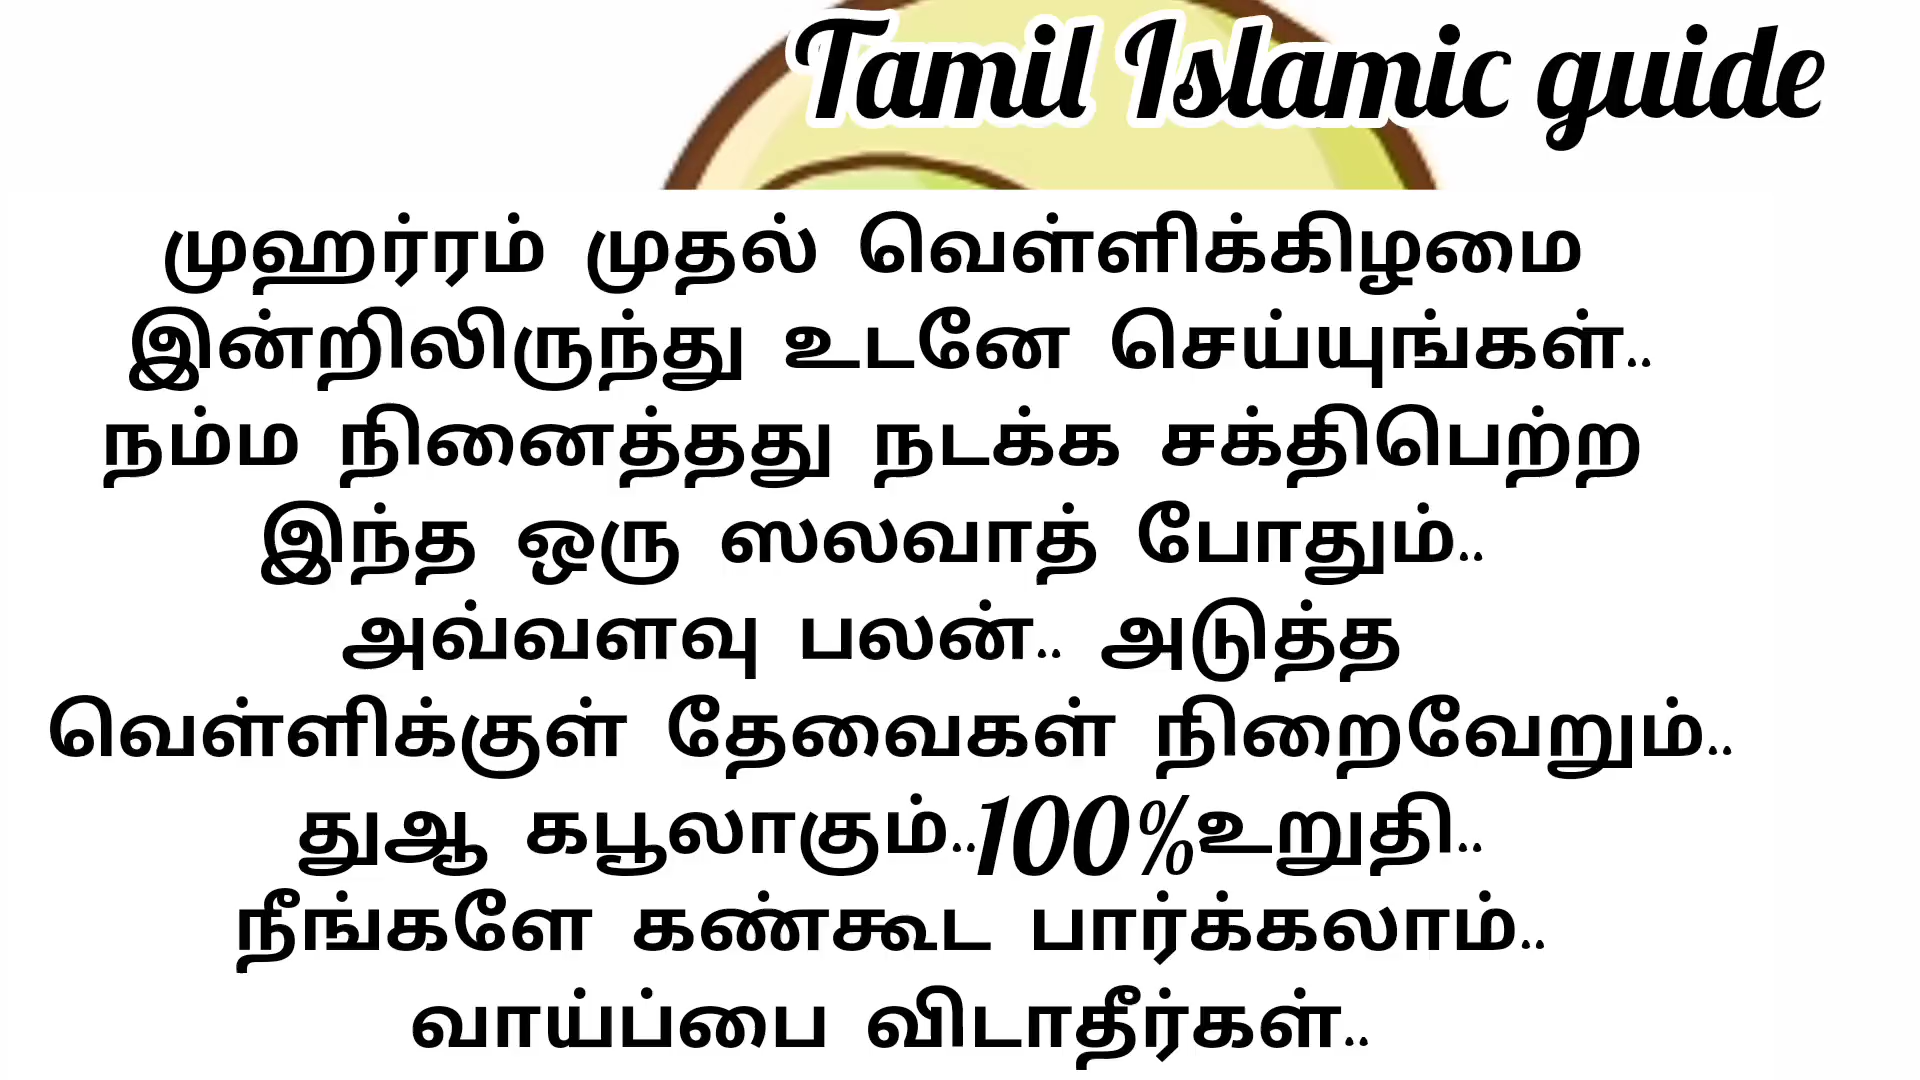 Tamil Islamic guide
முஹர்ரம் முதல் வெள்ளிக்கிழமை
இன்றிலிருந்து உடனே செய்யுங்கள்..
நம்ம நினைத்தது நடக்க சக்திபெற்ற
இந்த ஒரு ஸலவாத் போதும்..
அவ்வளவு பலன்.. அடுத்த
வெள்ளிக்குள் தேவைகள் நிறைவேறும்..
துஆ கபூலாகும்..100%உறுதி..
நீங்களே கண்கூட பார்க்கலாம்..
வாய்ப்பை விடாதீர்கள்..